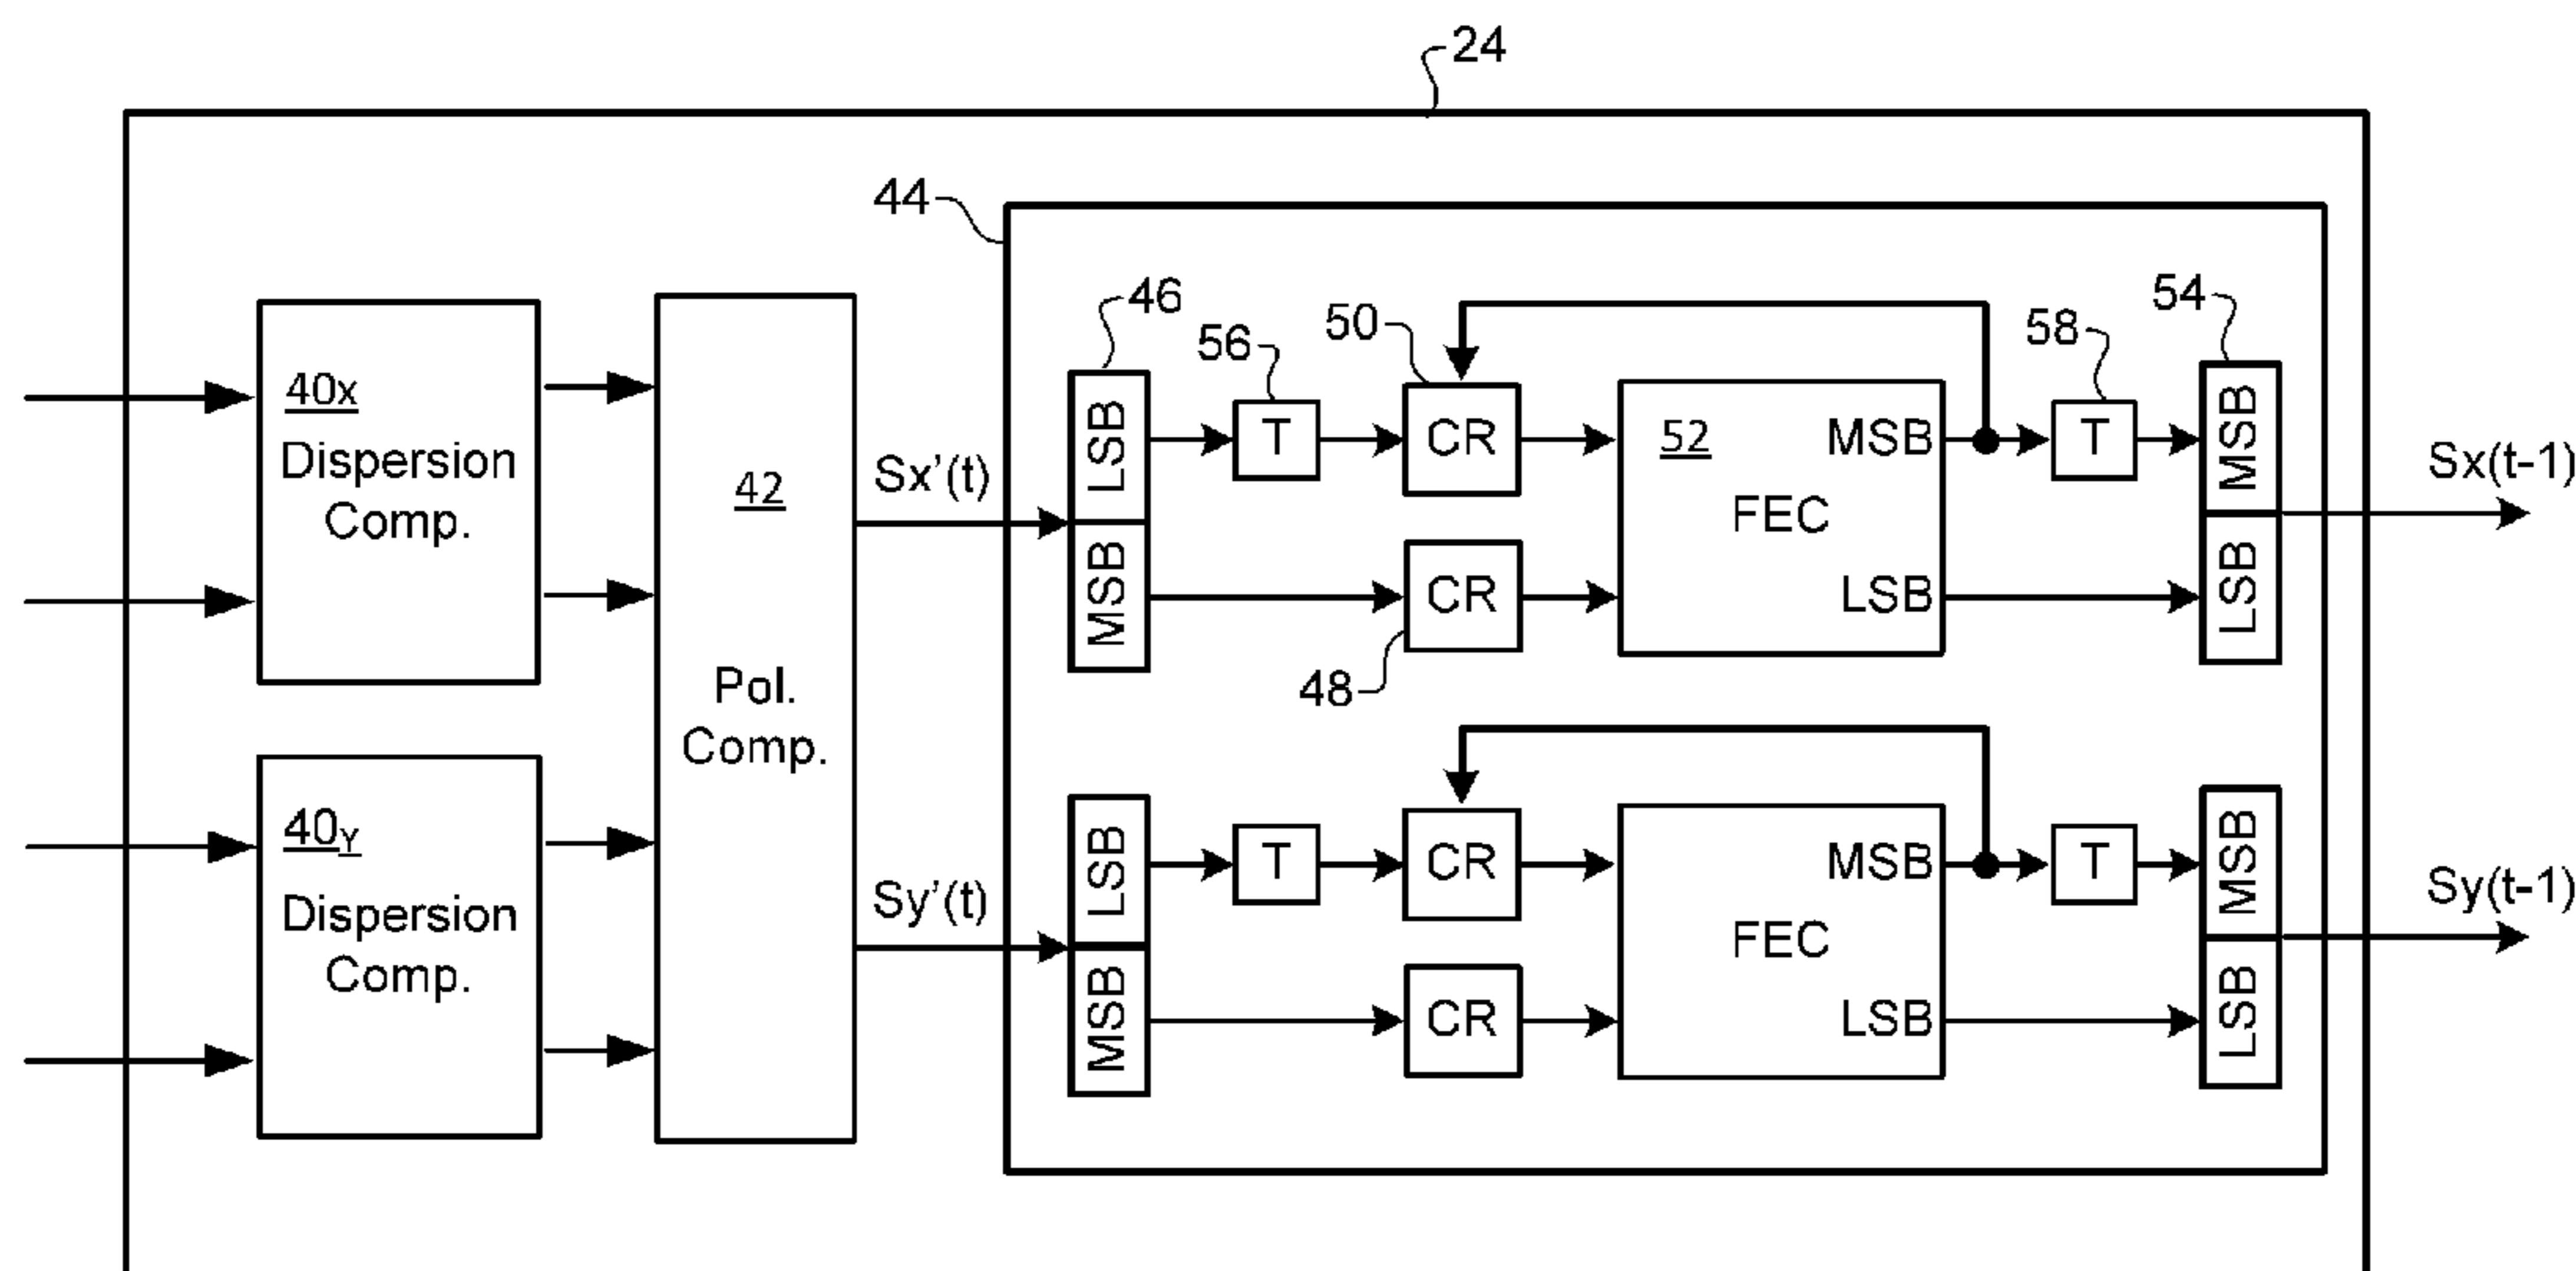 24
44
46
54
50
58
56
40x
Dispersion
Comp.
42
Pol.
Comp.
Sx'(t)
LSB
MSB
T
CR
CR
48
52
MSB
FEC
LSB
T
MSB
LSB
Sx(t-1)
40Y
Dispersion
Comp.
Sy'(t)
LSB
MSB
T
CR
CR
MSB
FEC
LSB
T
MSB
LSB
Sy(t-1)